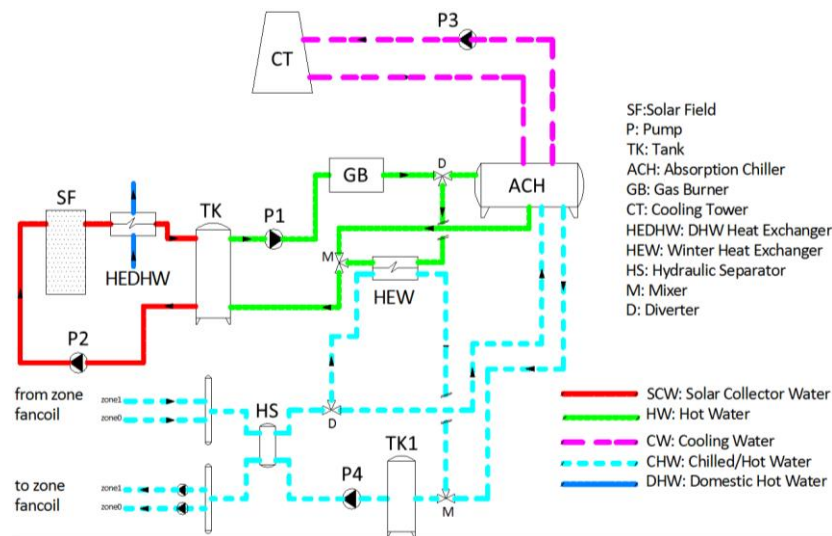 P3
CT
SF:Solar Field
P: Pump
TK: Tank
ACH: Absorption Chiller
GB: Gas Burner
CT: Cooling Tower
HEDHW: DHW Heat Exchanger
HEW: Winter Heat Exchanger
HS: Hydraulic Separator
M: Mixer
D: Diverter
D
GB
ACH
SF
TK
P1
M
HEDHW
HEW
P2
from zone
fancoil
zone1
zone0
HS
D
TK1
P4
M
to zone
fancoil
zone1
zone0
SCW: Solar Collector Water
HW: Hot Water
CW: Cooling Water
CHW: Chilled/Hot Water
DHW: Domestic Hot Water